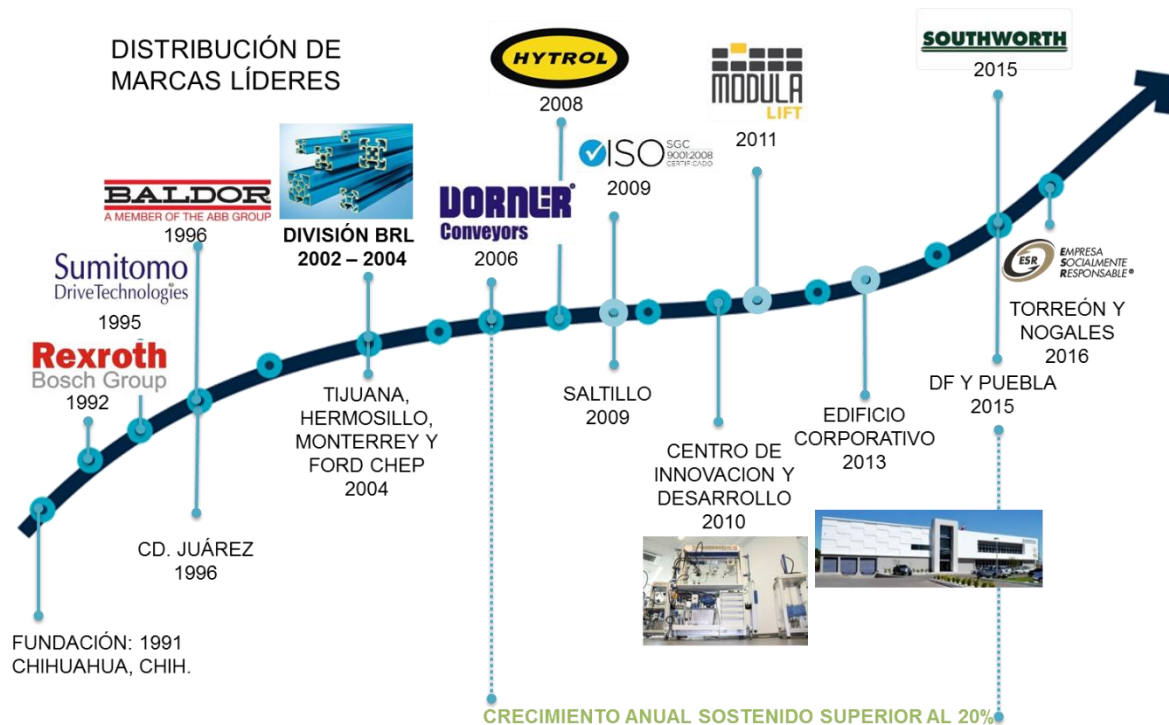 DISTRIBUCIÓN DE
MARCAS LÍDERES
Rexroth
Bosch Group
1992
Sumitomo
DriveTechnologies
1995
BALDOR
A MEMBER OF THE ABB GROUP
1996
DIVISIÓN BRL
2002 – 2004
DORNER®
Conveyors
2006
HYTROL
2008
ISO SGC
9001:2008
CERTIFICADO
2009
MODULA
LIFT
2011
SOUTHWORTH
2015
FUNDACIÓN: 1991
CHIHUAHUA, CHIH.
CD. JUÁREZ
1996
TIJUANA,
HERMOSILLO,
MONTERREY Y
FORD CHEP
2004
SALTILLO
2009
CENTRO DE
INNOVACION Y
DESARROLLO
2010
EDIFICIO
CORPORATIVO
2013
DF Y PUEBLA
2015
ESR
EMPRESA
SOCIALMENTE
RESPONSABLE®
TORREÓN Y
NOGALES
2016
CRECIMIENTO ANUAL SOSTENIDO SUPERIOR AL 20%